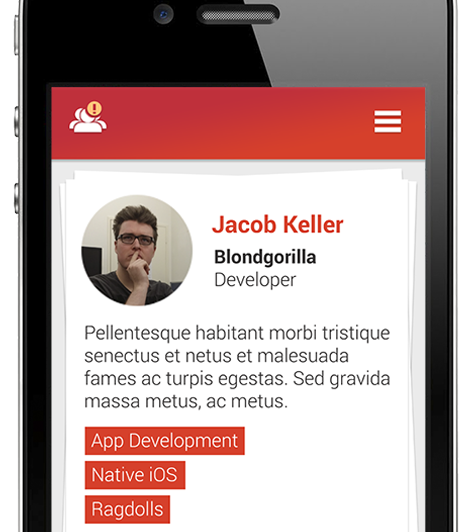 Jacob Keller
Blondgorilla
Developer
Pellentesque habitant morbi tristique
senectus et netus et malesuada
fames ac turpis egestas. Sed gravida
massa metus, ac metus.
App Development
Native iOS
Ragdolls